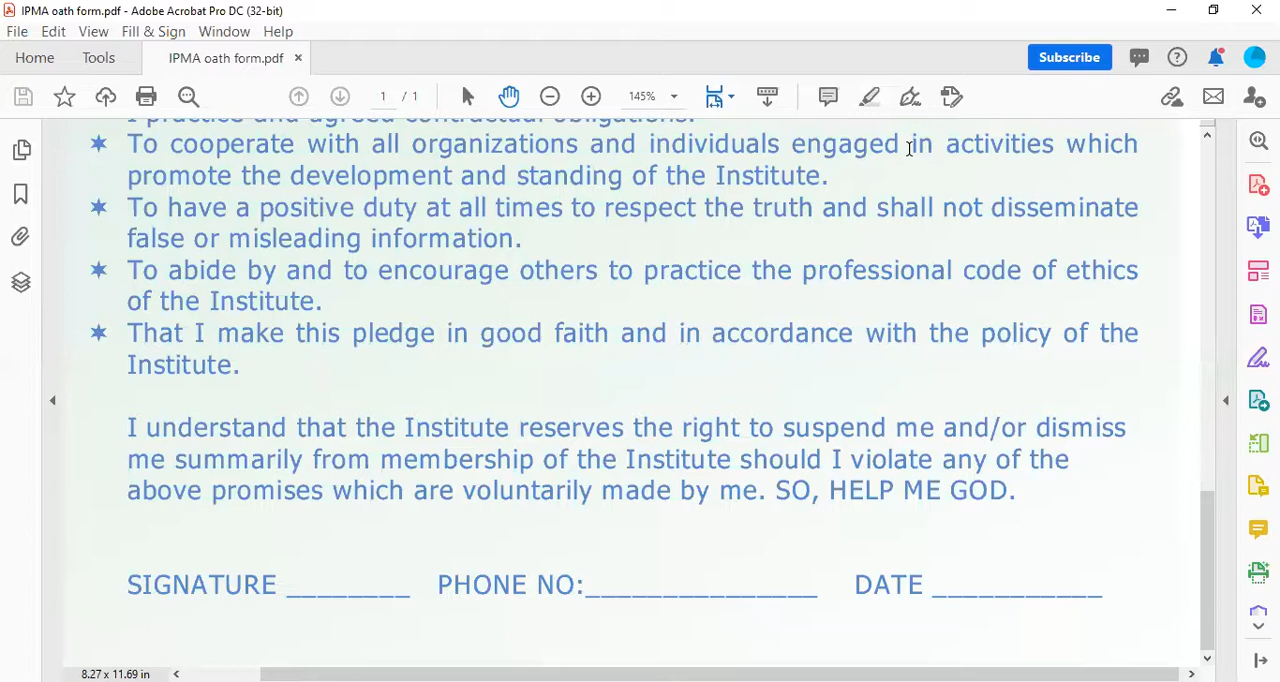 IPMA oath form.pdf - Adobe Acrobat Pro DC (32-bit)
File Edit View Fill & Sign Window Help
Home Tools IPMA oath form.pdf × Subscribe
1 / 1 145%
I practice and agreed contractual obligations.
✶ To cooperate with all organizations and individuals engaged in activities which
promote the development and standing of the Institute.
✶ To have a positive duty at all times to respect the truth and shall not disseminate
false or misleading information.
✶ To abide by and to encourage others to practice the professional code of ethics
of the Institute.
✶ That I make this pledge in good faith and in accordance with the policy of the
Institute.
I understand that the Institute reserves the right to suspend me and/or dismiss
me summarily from membership of the Institute should I violate any of the
above promises which are voluntarily made by me. SO, HELP ME GOD.
SIGNATURE ________ PHONE NO:_______________ DATE ___________
8.27 x 11.69 in